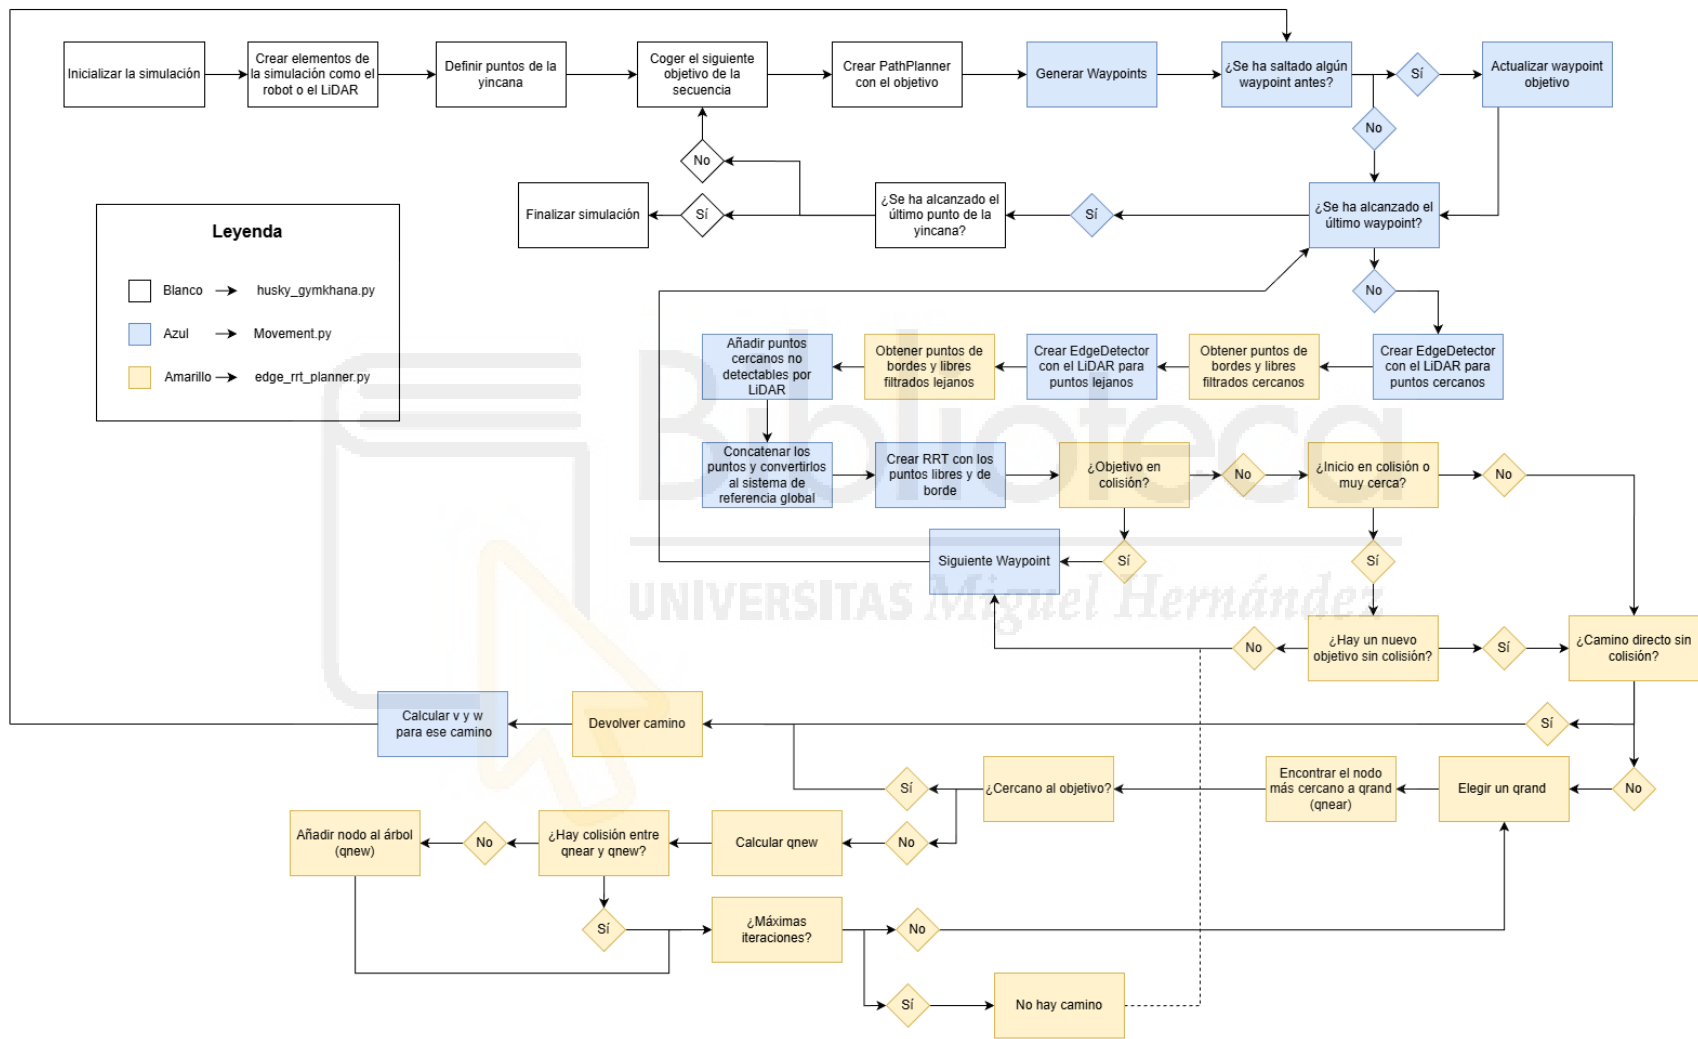 Inicializar la simulación
Crear elementos de
la simulación como el
robot o el LiDAR
Definir puntos de la
yincana
Coger el siguiente
objetivo de la
secuencia
Crear PathPlanner
con el objetivo
Generar Waypoints
¿Se ha saltado algún
waypoint antes?
Sí
Actualizar waypoint
objetivo
No
No
Finalizar simulación
Sí
¿Se ha alcanzado el
último punto de la
yincana?
Sí
¿Se ha alcanzado el
último waypoint?
No
Leyenda
Blanco
husky_gymkhana.py
Azul
Movement.py
Amarillo
edge_rrt_planner.py
Añadir puntos
cercanos no
detectables por
LiDAR
Obtener puntos de
bordes y libres
filtrados lejanos
Crear EdgeDetector
con el LiDAR para
puntos lejanos
Obtener puntos de
bordes y libres
filtrados cercanos
Crear EdgeDetector
con el LiDAR para
puntos cercanos
Biblioteca
Concatenar los
puntos y convertirlos
al sistema de
referencia global
Crear RRT con los
puntos libres y de
borde
¿Objetivo en
colisión?
No
¿Inicio en colisión o
muy cerca?
No
Siguiente Waypoint
Sí
Sí
UNIVERSITAS Miguel Hernández
No
¿Hay un nuevo
objetivo sin colisión?
Sí
¿Camino directo sin
colisión?
Calcular v y w
para ese camino
Devolver camino
Sí
Sí
¿Cercano al objetivo?
Encontrar el nodo
más cercano a qrand
(qnear)
Elegir un qrand
No
Añadir nodo al árbol
(qnew)
No
¿Hay colisión entre
qnear y qnew?
Calcular qnew
No
Sí
¿Máximas
iteraciones?
No
Sí
No hay camino